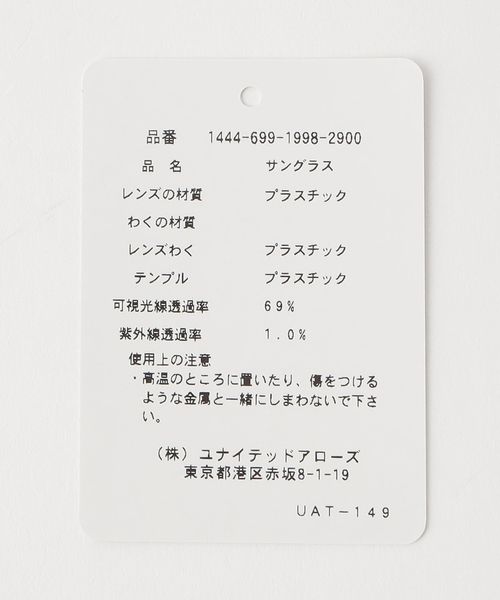 品番 1444-699-1998-2900
品 名 サングラス
レンズの材質 プラスチック
わくの材質
レンズわく プラスチック
テンプル プラスチック
可視光線透過率 69%
紫外線透過率 1.0%
使用上の注意
・高温のところに置いたり、傷をつける
ような金属と一緒にしまわないで下さ
い。
（株）ユナイテッドアローズ
東京都港区赤坂8-1-19
UAT-149